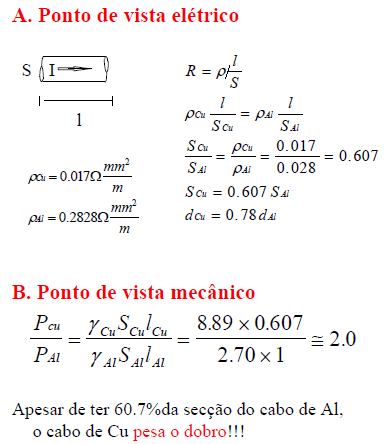 A. Ponto de vista elétrico
S I
l
R = ρ l/S
ρCu l/SCu = ρAl l/SAl
SCu/SAl = ρCu/ρAl = 0.017/0.028 = 0.607
SCu = 0.607 SAl
dCu = 0.78 dAl
ρCu = 0.017Ω mm²/m
ρAl = 0.2828Ω mm²/m
B. Ponto de vista mecânico
Pcu/PAl = γCu SCu lCu / γAl SAl lAl = 8.89 × 0.607 / 2.70 × 1 ≅ 2.0
Apesar de ter 60.7%da secção do cabo de Al,
o cabo de Cu pesa o dobro!!!